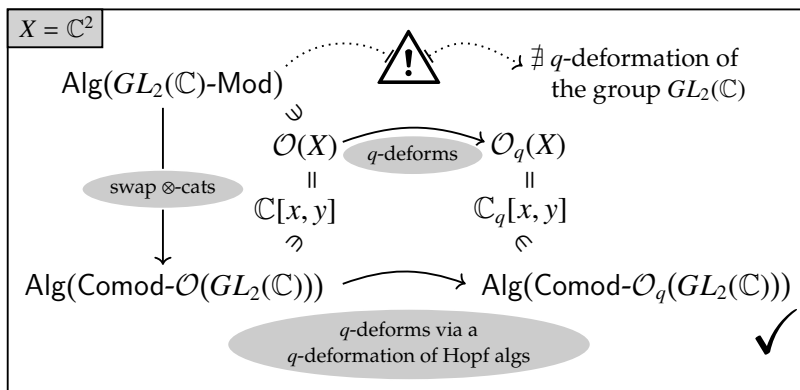 X = ℂ²
!
∄ q-deformation of
the group GL₂(ℂ)
Alg(GL₂(ℂ)-Mod)
∋
𝒪(X)
q-deforms
𝒪_q(X)
swap ⊗-cats
=
=
ℂ[x, y]
ℂ_q[x, y]
∋
∋
Alg(Comod-𝒪(GL₂(ℂ)))
Alg(Comod-𝒪_q(GL₂(ℂ)))
q-deforms via a
q-deformation of Hopf algs
✓